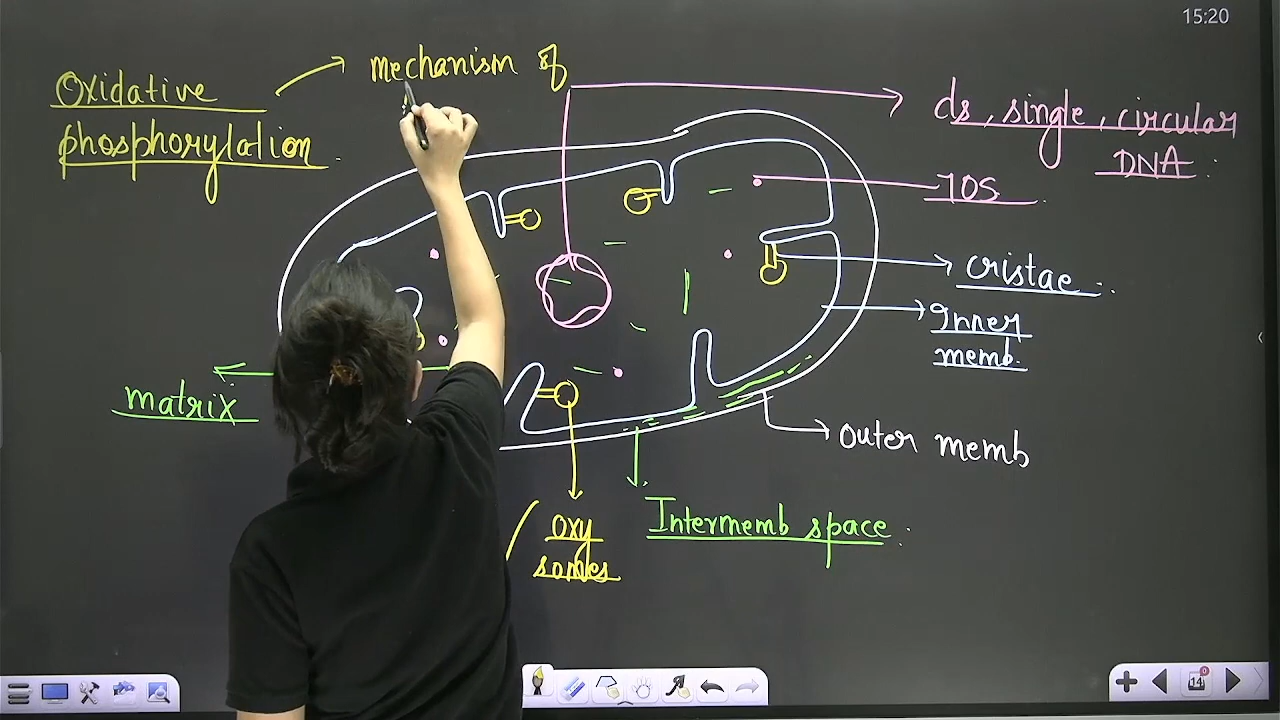 15:20
Oxidative
phosphorylation
mechanism of
ds, single, circular
DNA
70S
cristae
Inner
memb.
matrix
outer memb
Intermemb space
oxy
somes
14